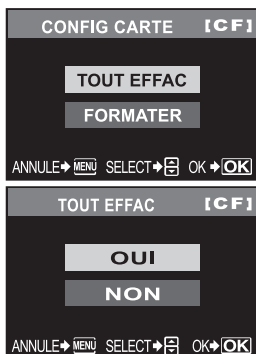 CONFIG CARTE [CF]
TOUT EFFAC
FORMATER
ANNULE➔MENU SELECT➔ OK➔OK
TOUT EFFAC [CF]
OUI
NON
ANNULE➔MENU SELECT➔ OK➔OK